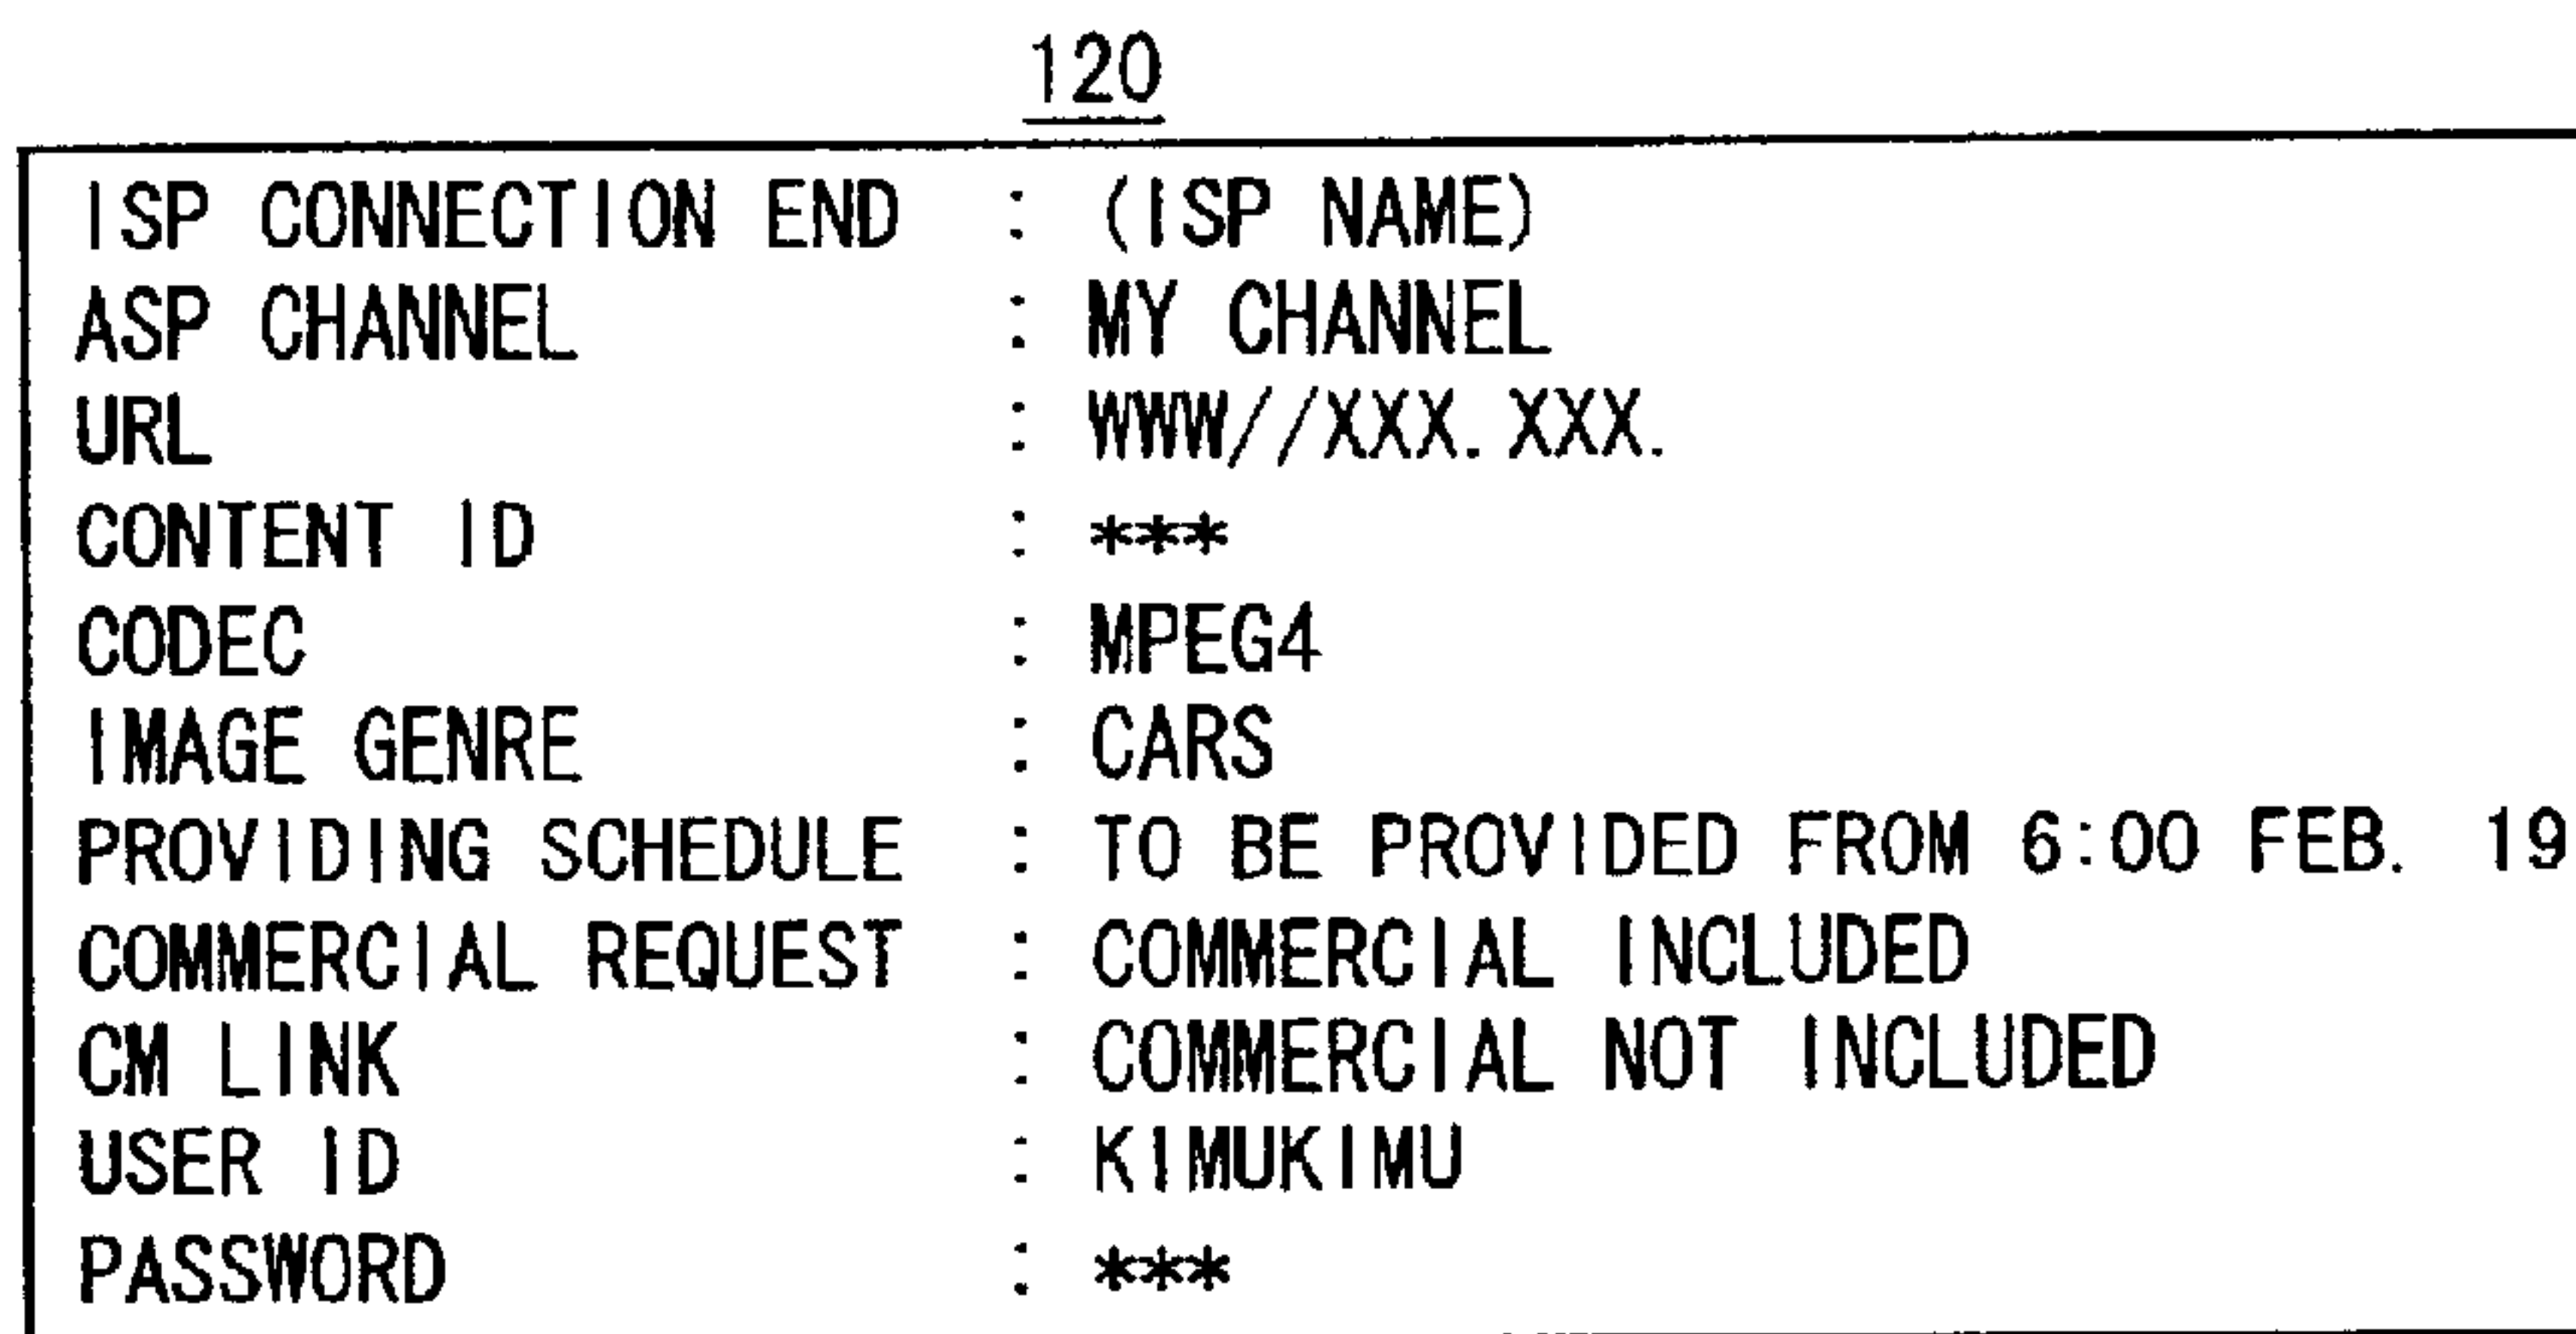 120
ISP CONNECTION END : (ISP NAME)
ASP CHANNEL : MY CHANNEL
URL : WWW//XXX.XXX.
CONTENT ID : ***
CODEC : MPEG4
IMAGE GENRE : CARS
PROVIDING SCHEDULE : TO BE PROVIDED FROM 6:00 FEB. 19
COMMERCIAL REQUEST : COMMERCIAL INCLUDED
CM LINK : COMMERCIAL NOT INCLUDED
USER ID : KIMUKIMU
PASSWORD : ***